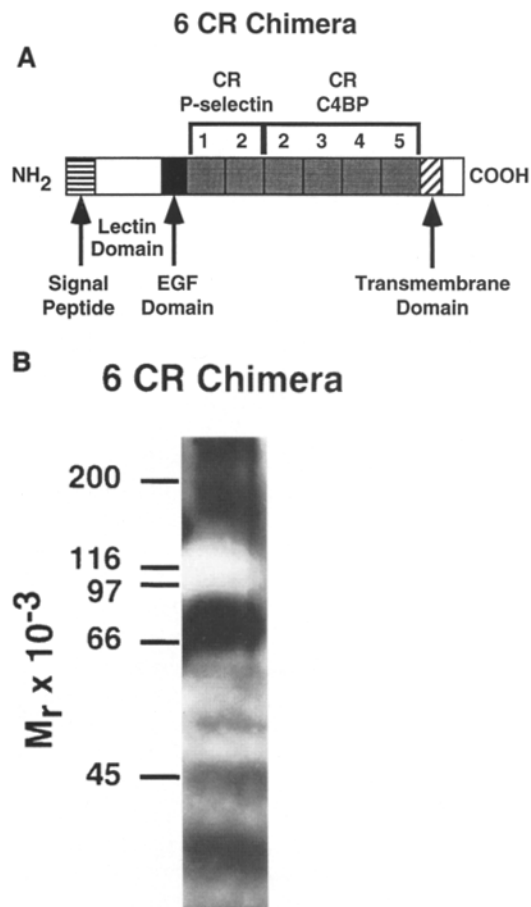 6 CR Chimera
A
CR CR
P-selectin C4BP
1 2 2 3 4 5
NH2 COOH
Lectin
Domain
Signal EGF Transmembrane
Peptide Domain Domain
B
6 CR Chimera
200
116
97
66
45
Mr x 10-3